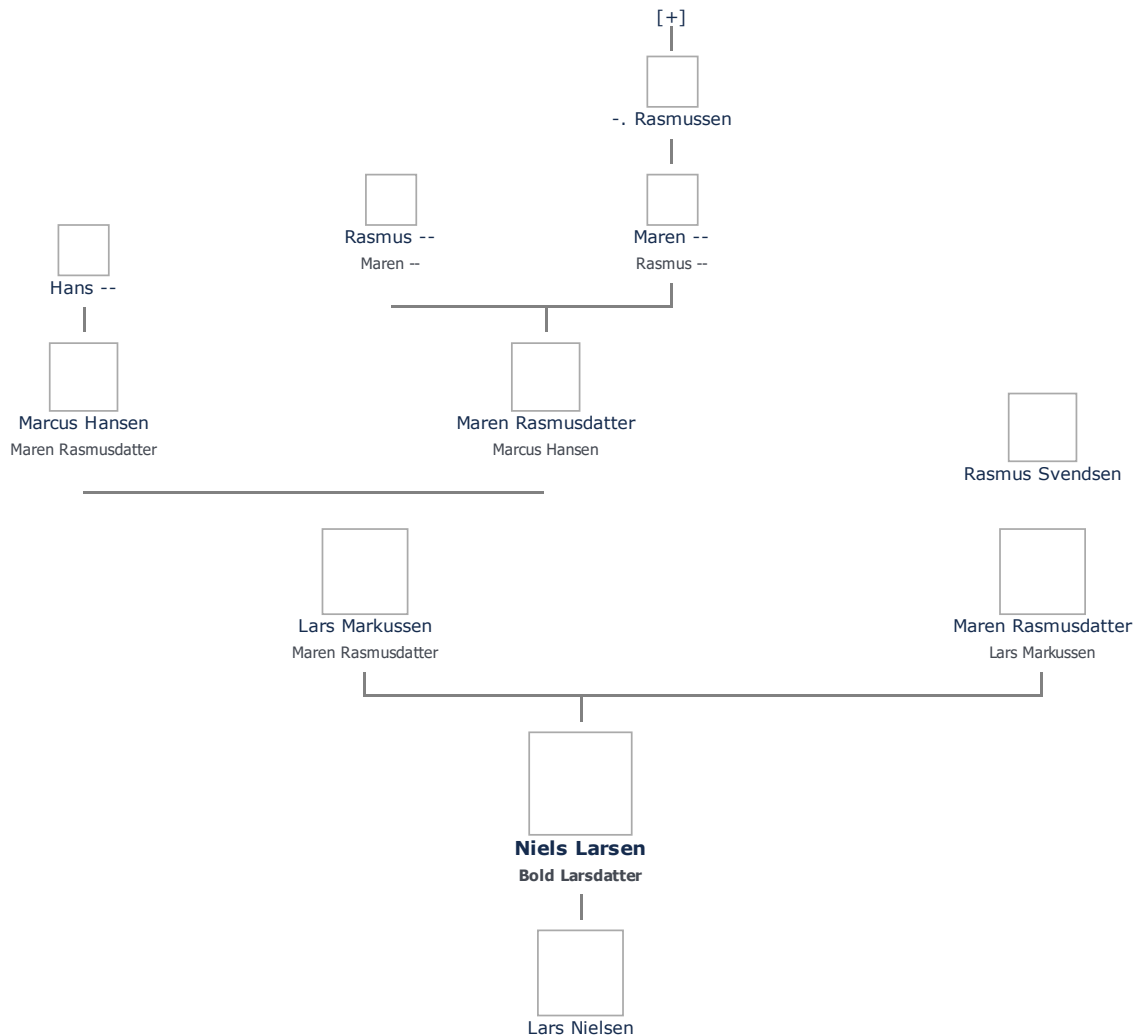 [+]
-. Rasmussen
Rasmus --
Maren --
Maren --
Rasmus --
Hans --
Marcus Hansen
Maren Rasmusdatter
Maren Rasmusdatter
Marcus Hansen
Rasmus Svendsen
Lars Markussen
Maren Rasmusdatter
Maren Rasmusdatter
Lars Markussen
Niels Larsen
Bold Larsdatter
Lars Nielsen